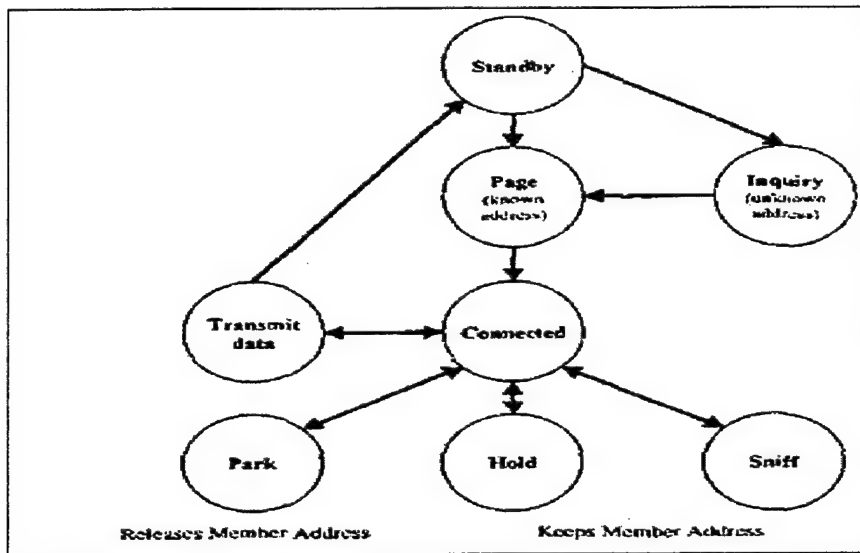 Standby
Page
(known
address)
Inquiry
(unknown
address)
Transmit
data
Connected
Park
Hold
Sniff
Releases Member Address
Keeps Member Address